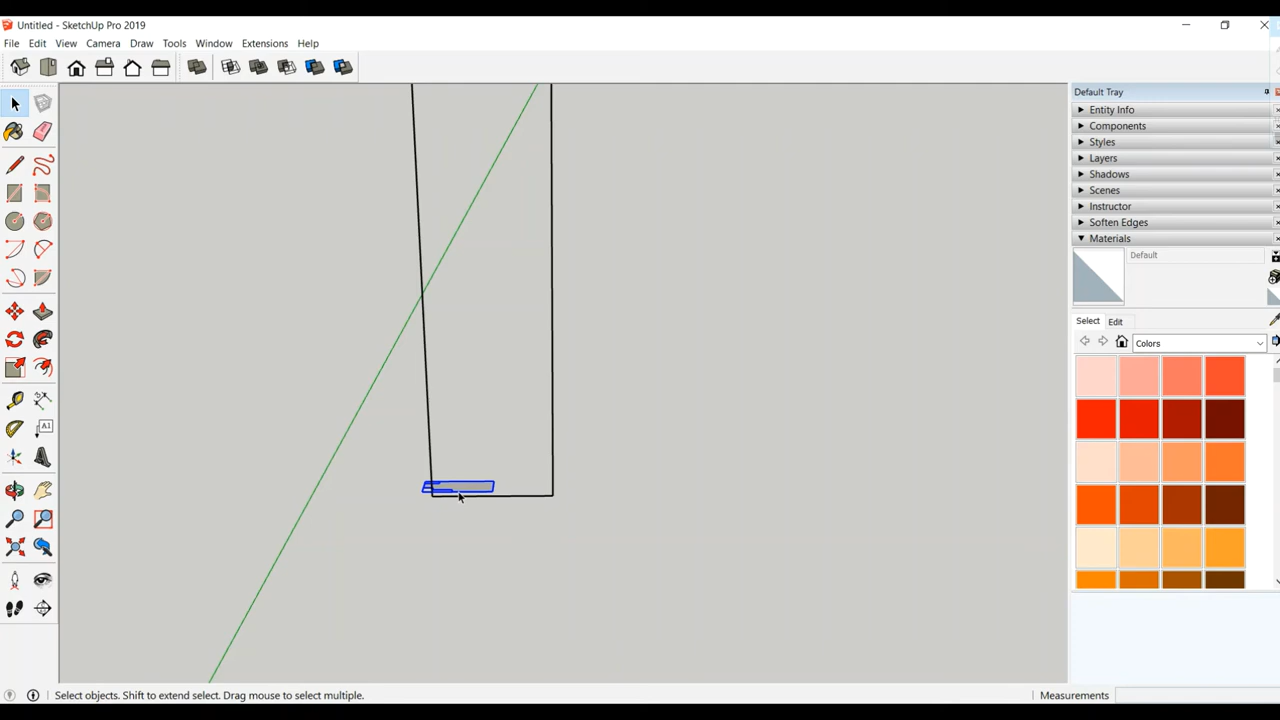 Untitled - SketchUp Pro 2019
File Edit View Camera Draw Tools Window Extensions Help
Default Tray
Entity Info
Components
Styles
Layers
Shadows
Scenes
Instructor
Soften Edges
Materials
Default
Select Edit
Colors
A1
Select objects. Shift to extend select. Drag mouse to select multiple.
Measurements